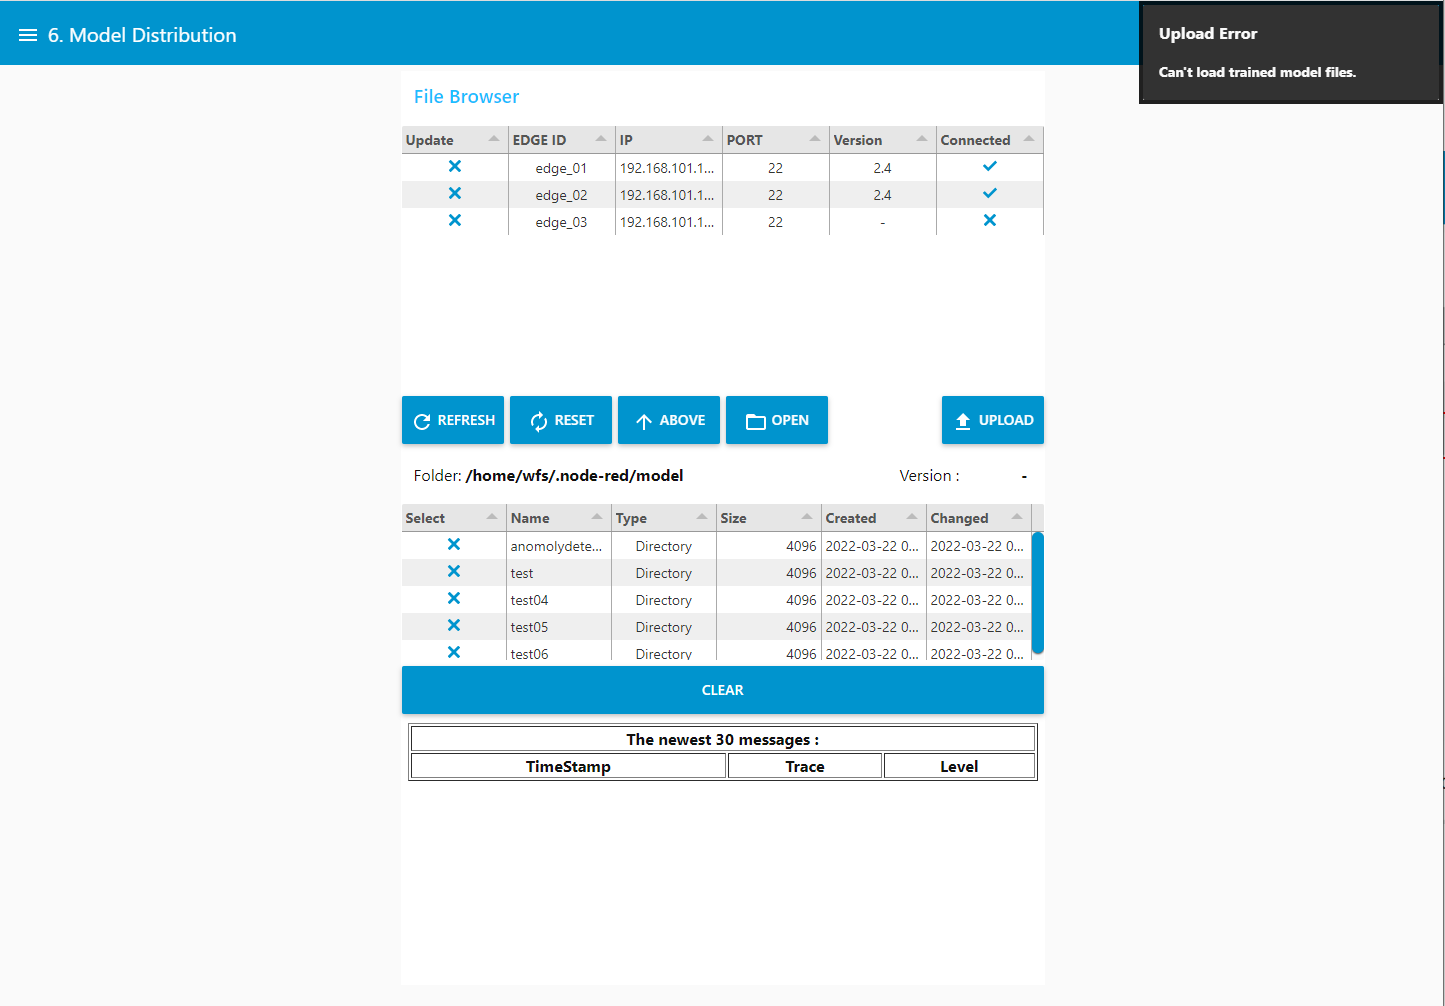 6. Model Distribution
Upload Error
Can't load trained model files.
File Browser
Update EDGE ID IP PORT Version Connected
edge_01 192.168.101.1... 22 2.4
edge_02 192.168.101.1... 22 2.4
edge_03 192.168.101.1... 22 -
REFRESH RESET ABOVE OPEN UPLOAD
Folder: /home/wfs/.node-red/model Version : -
Select Name Type Size Created Changed
anomolydete... Directory 4096 2022-03-22 0... 2022-03-22 0...
test Directory 4096 2022-03-22 0... 2022-03-22 0...
test04 Directory 4096 2022-03-22 0... 2022-03-22 0...
test05 Directory 4096 2022-03-22 0... 2022-03-22 0...
test06 Directory 4096 2022-03-22 0... 2022-03-22 0...
CLEAR
The newest 30 messages :
TimeStamp Trace Level